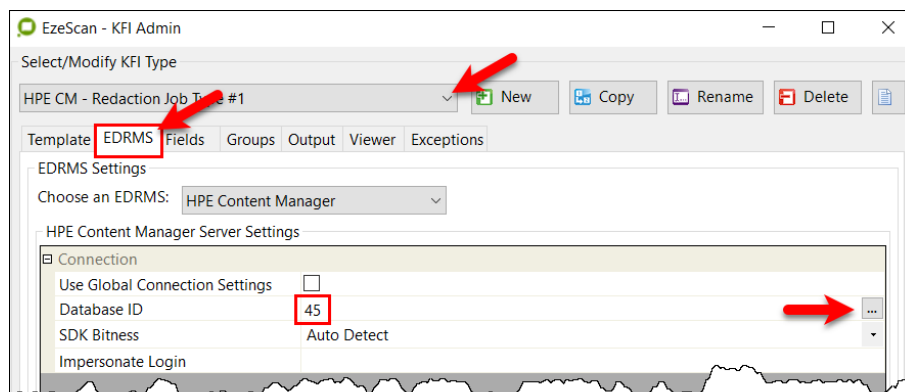 EzeScan - KFI Admin
Select/Modify KFI Type
HPE CM - Redaction Job Type #1 New Copy Rename Delete
Template EDRMS Fields Groups Output Viewer Exceptions
EDRMS Settings
Choose an EDRMS: HPE Content Manager
HPE Content Manager Server Settings
Connection
Use Global Connection Settings
Database ID 45 ...
SDK Bitness Auto Detect
Impersonate Login